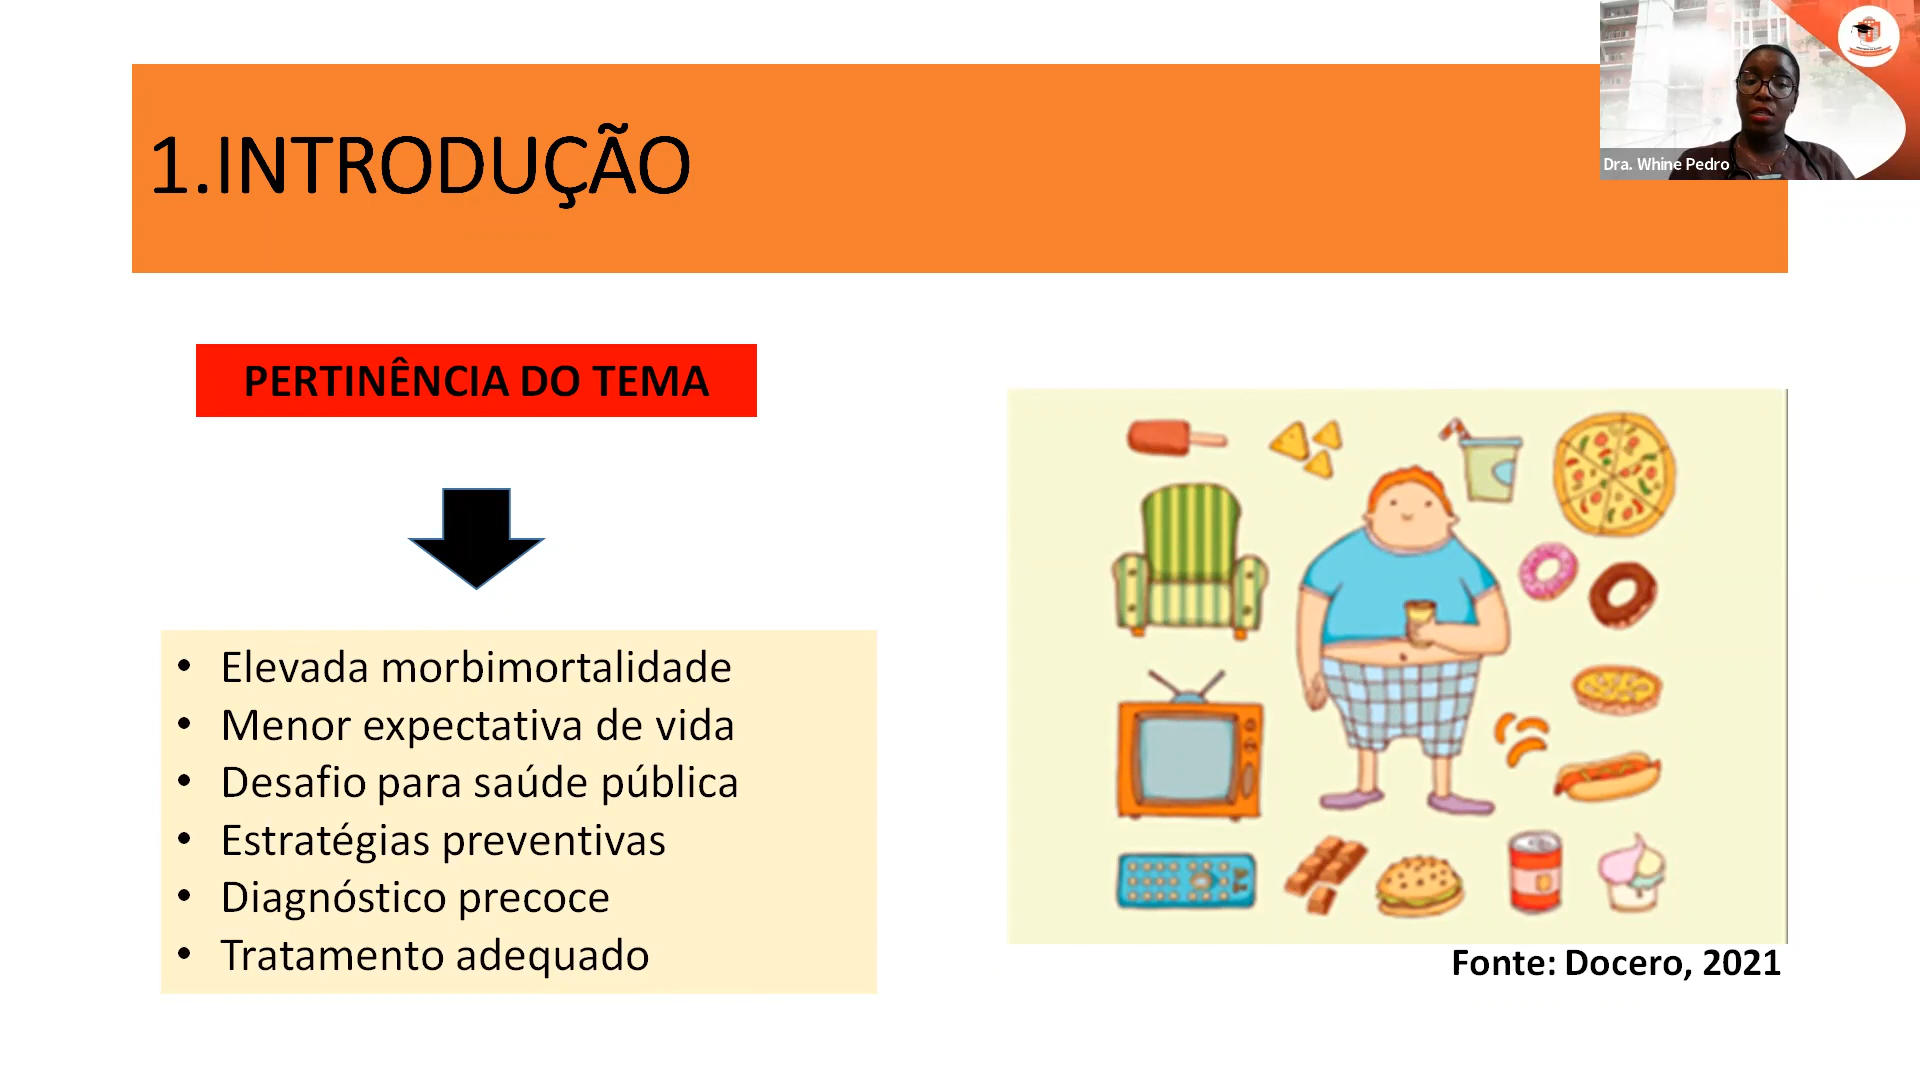 1.INTRODUÇÃO
Dra. Whine Pedro
PERTINÊNCIA DO TEMA
• Elevada morbimortalidade
• Menor expectativa de vida
• Desafio para saúde pública
• Estratégias preventivas
• Diagnóstico precoce
• Tratamento adequado
Fonte: Docero, 2021